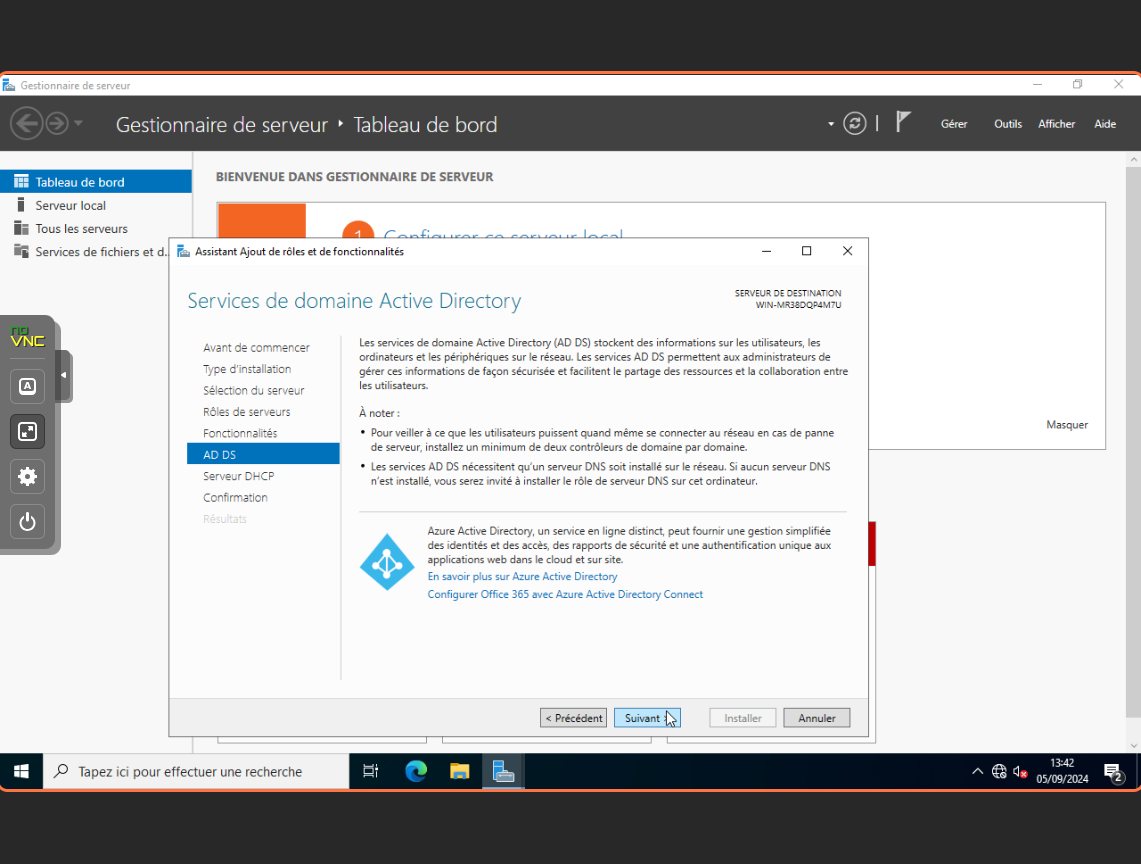 Gestionnaire de serveur
Gestionnaire de serveur ‣ Tableau de bord
Gérer
Outils
Afficher
Aide
Tableau de bord
Serveur local
Tous les serveurs
Services de fichiers et d...
BIENVENUE DANS GESTIONNAIRE DE SERVEUR
1
Configurer ce serveur local
Masquer
no
VNC
A
Assistant Ajout de rôles et de fonctionnalités
Services de domaine Active Directory
SERVEUR DE DESTINATION
WIN-MR38DQP4M7U
Avant de commencer
Type d'installation
Sélection du serveur
Rôles de serveurs
Fonctionnalités
AD DS
Serveur DHCP
Confirmation
Résultats
Les services de domaine Active Directory (AD DS) stockent des informations sur les utilisateurs, les
ordinateurs et les périphériques sur le réseau. Les services AD DS permettent aux administrateurs de
gérer ces informations de façon sécurisée et facilitent le partage des ressources et la collaboration entre
les utilisateurs.
À noter :
• Pour veiller à ce que les utilisateurs puissent quand même se connecter au réseau en cas de panne
de serveur, installez un minimum de deux contrôleurs de domaine par domaine.
• Les services AD DS nécessitent qu'un serveur DNS soit installé sur le réseau. Si aucun serveur DNS
n'est installé, vous serez invité à installer le rôle de serveur DNS sur cet ordinateur.
Azure Active Directory, un service en ligne distinct, peut fournir une gestion simplifiée
des identités et des accès, des rapports de sécurité et une authentification unique aux
applications web dans le cloud et sur site.
En savoir plus sur Azure Active Directory
Configurer Office 365 avec Azure Active Directory Connect
< Précédent
Suivant >
Installer
Annuler
Tapez ici pour effectuer une recherche
13:42
05/09/2024
2